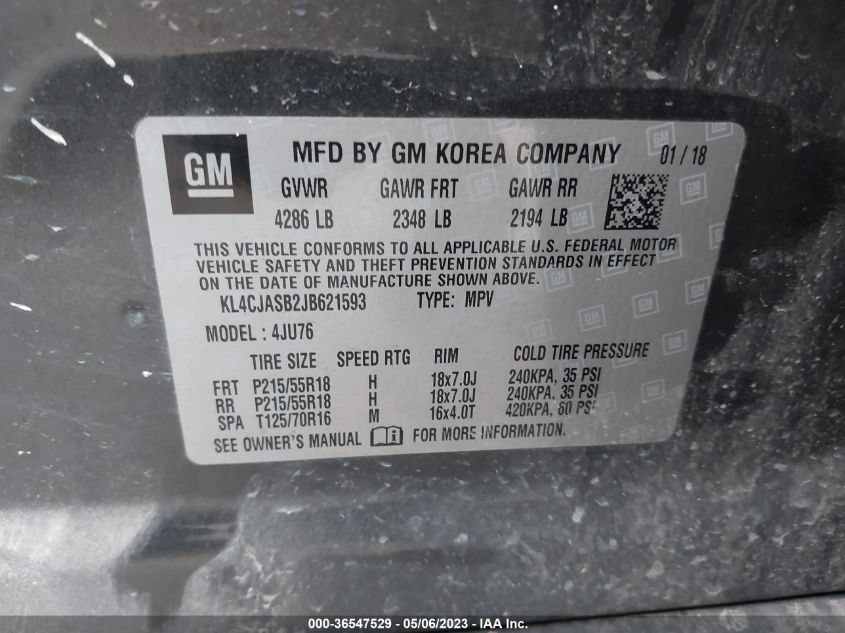 GM MFD BY GM KOREA COMPANY 01 / 18
GVWR GAWR FRT GAWR RR
4286 LB 2348 LB 2194 LB
THIS VEHICLE CONFORMS TO ALL APPLICABLE U.S. FEDERAL MOTOR
VEHICLE SAFETY AND THEFT PREVENTION STANDARDS IN EFFECT
ON THE DATE OF MANUFACTURE SHOWN ABOVE.
KL4CJASB2JB621593 TYPE: MPV
MODEL : 4JU76
TIRE SIZE SPEED RTG RIM COLD TIRE PRESSURE
FRT P215/55R18 H 18x7.0J 240KPA, 35 PSI
RR P215/55R18 H 18x7.0J 240KPA, 35 PSI
SPA T125/70R16 M 16x4.0T 420KPA, 60 PSI
SEE OWNER'S MANUAL FOR MORE INFORMATION.
000-36547529 - 05/06/2023 - IAA Inc.